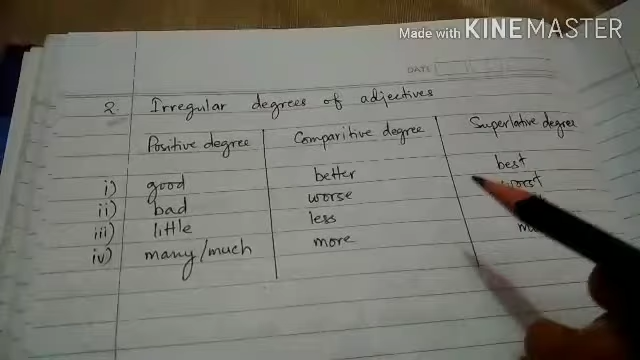 Made with KINEMASTER
DATE
2. Irregular degrees of adjectives
Positive degree Comparitive degree Superlative degree
i) good better best
ii) bad worse worst
iii) little less
iv) many/much more